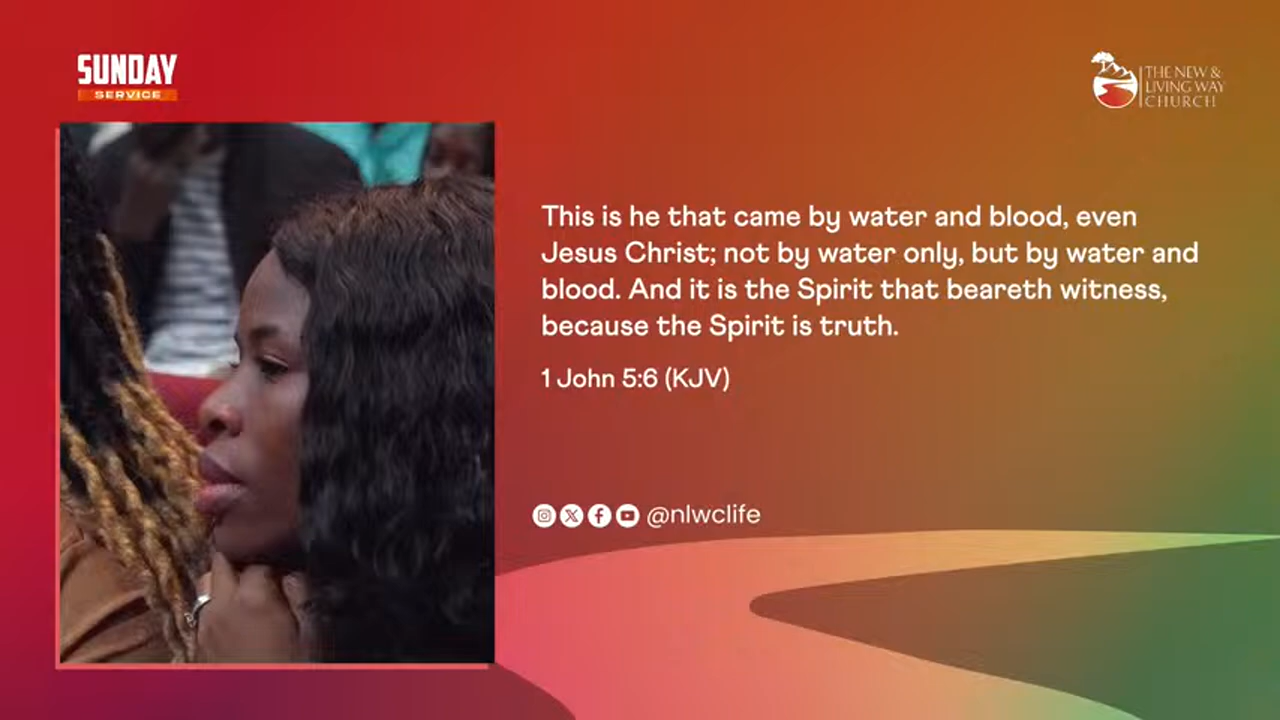 SUNDAY
SERVICE
THE NEW &
LIVING WAY
CHURCH
This is he that came by water and blood, even
Jesus Christ; not by water only, but by water and
blood. And it is the Spirit that beareth witness,
because the Spirit is truth.
1 John 5:6 (KJV)
@nlwclife